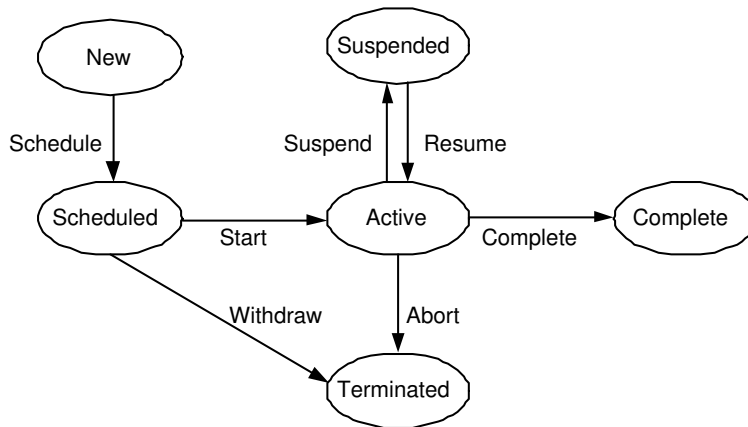 New
Suspended
Schedule
Suspend
Resume
Scheduled
Active
Complete
Start
Complete
Withdraw
Abort
Terminated